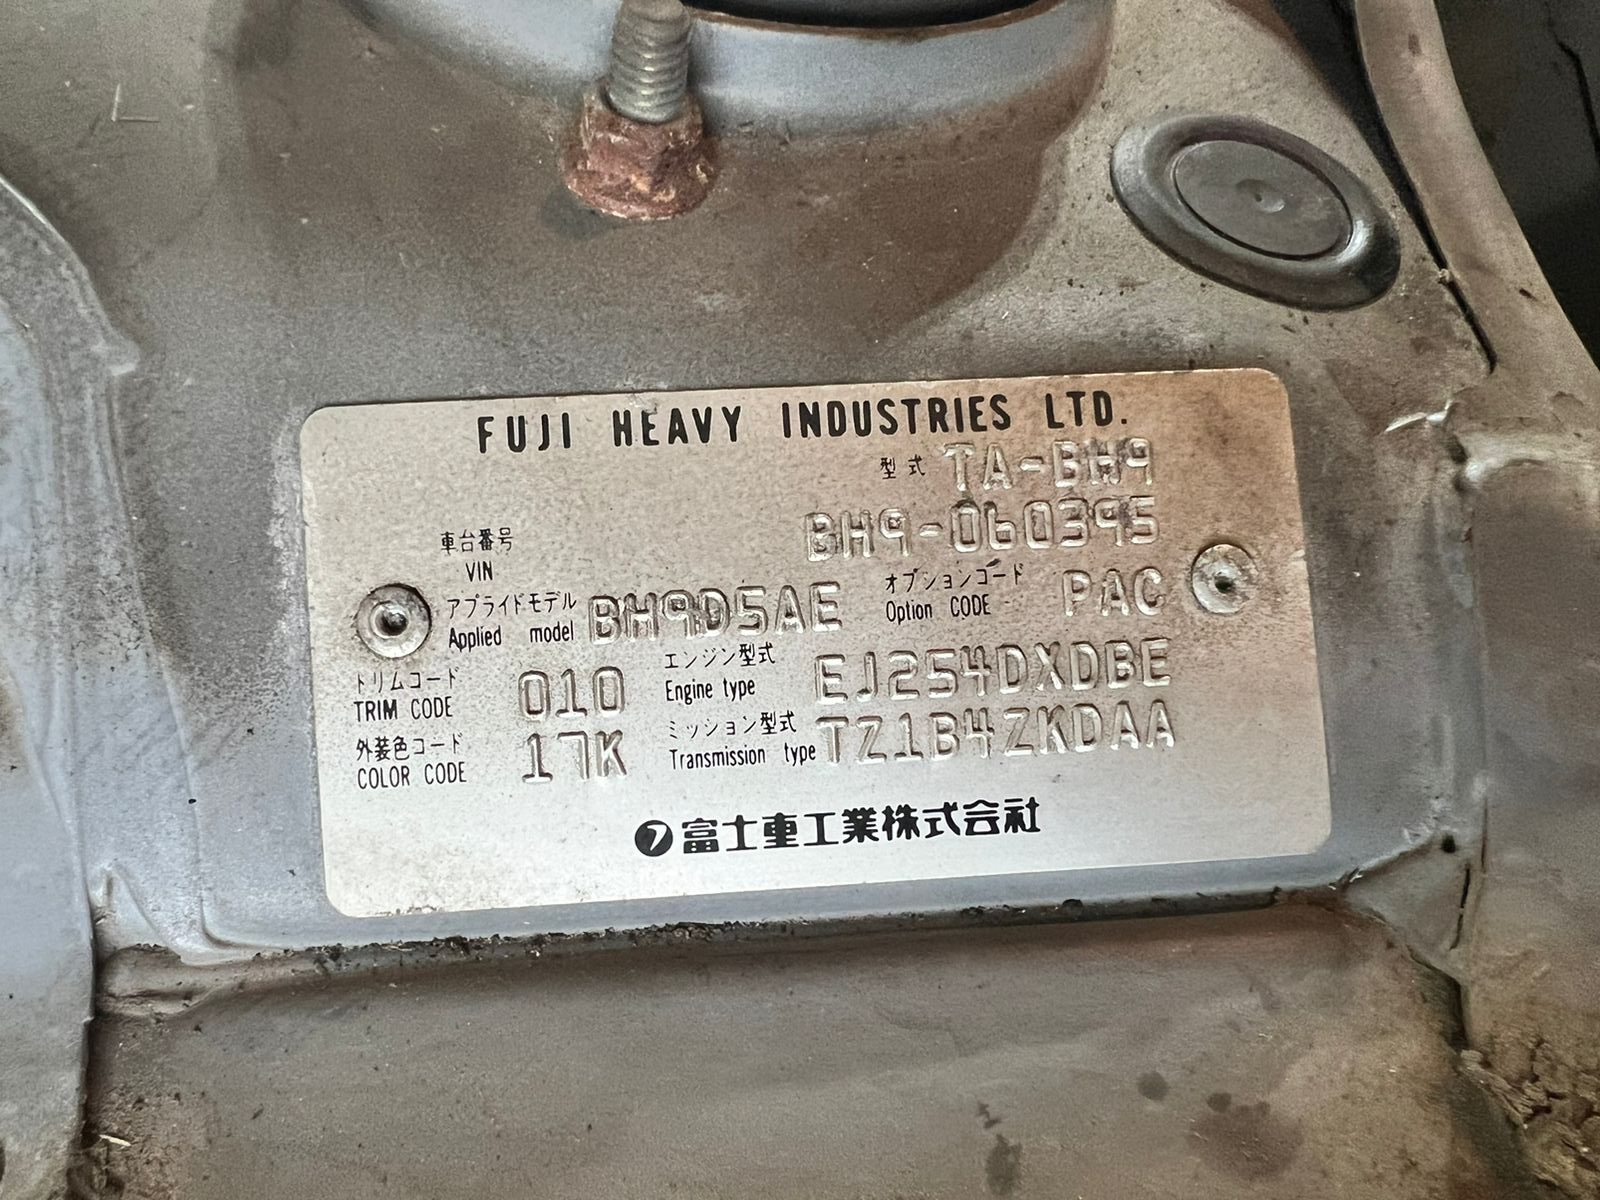 FUJI HEAVY INDUSTRIES LTD.
型式 TA-BH9
車台番号 BH9-060395
VIN
アプライドモデル BH9D5AE オプションコード PAC
Applied model Option CODE
トリムコード 010 エンジン型式 EJ254DXDBE
TRIM CODE Engine type
外装色コード 17K ミッション型式 TZ1B4ZKDAA
COLOR CODE Transmission type
富士重工業株式会社